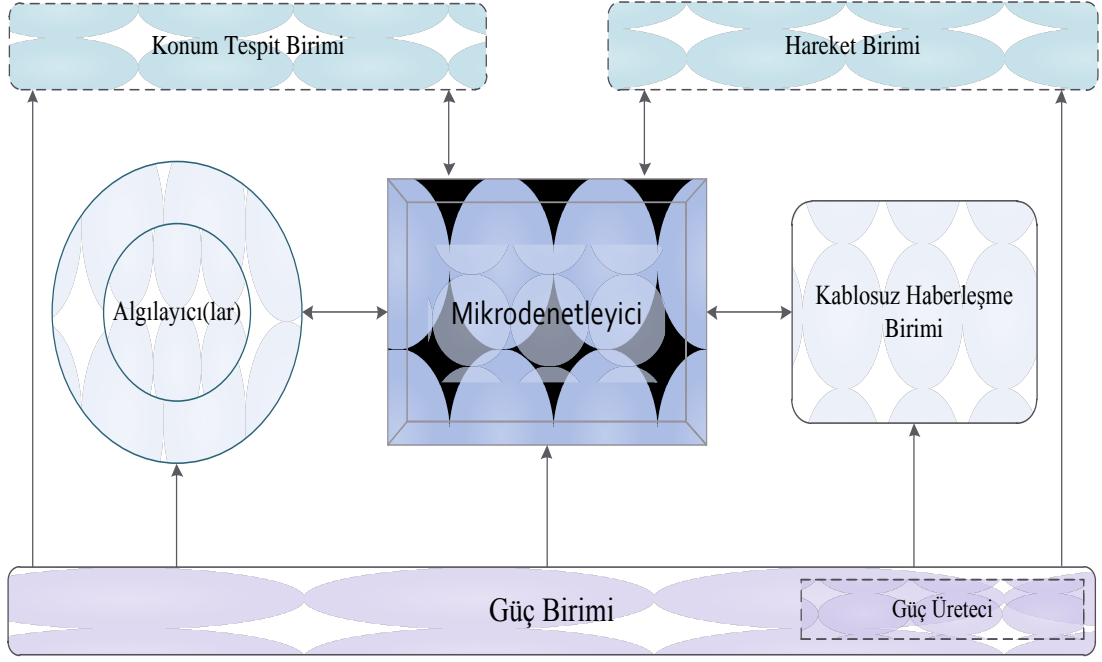 Konum Tespit Birimi
Hareket Birimi
Algılayıcı(lar)
Mikrodenetleyici
Kablosuz Haberleşme
Birimi
Güç Birimi
Güç Üreteci